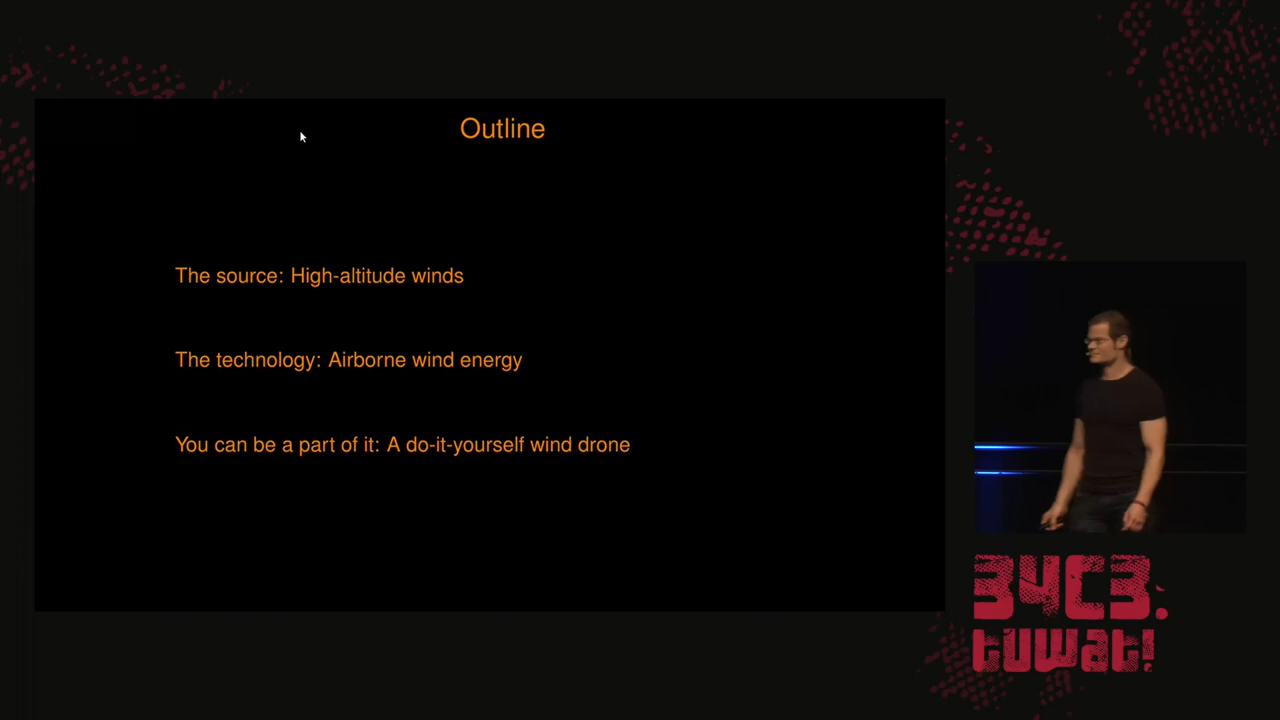 Outline
The source: High-altitude winds
The technology: Airborne wind energy
You can be a part of it: A do-it-yourself wind drone
34C3.
tuwat!